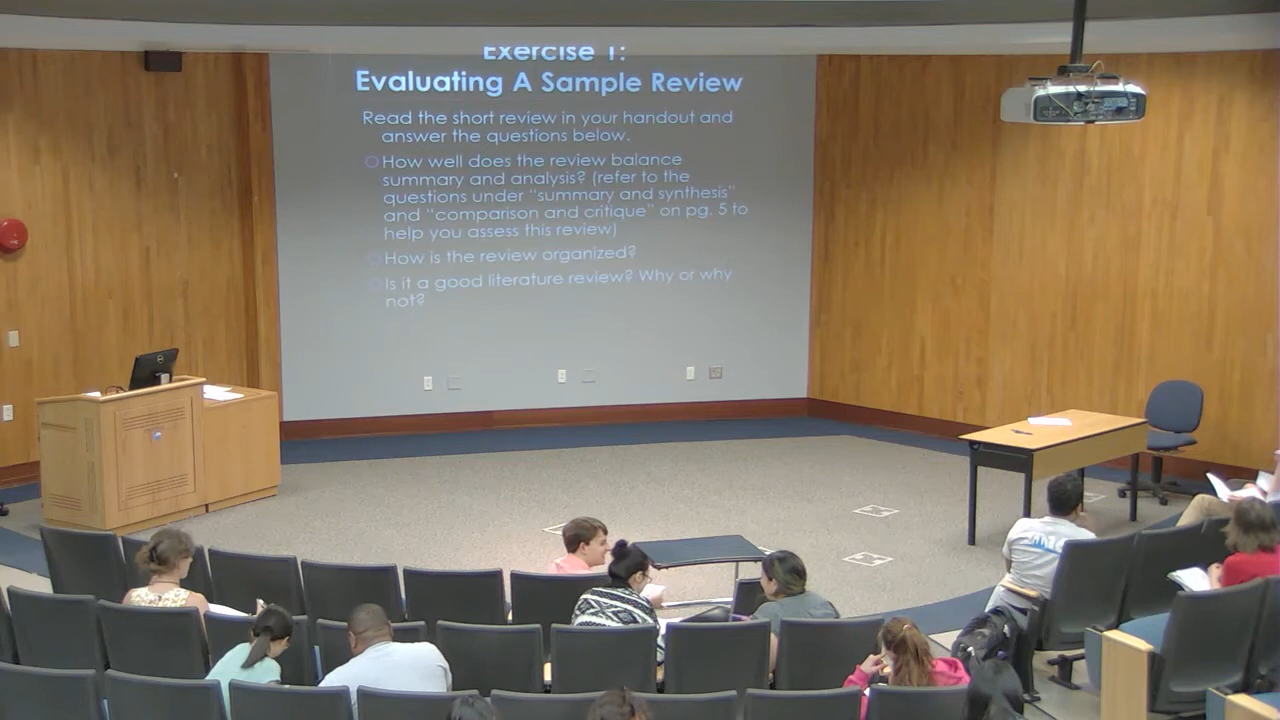 Exercise 1:
Evaluating A Sample Review
Read the short review in your handout and
answer the questions below.
How well does the review balance
summary and analysis? (refer to the
questions under “summary and synthesis”
and “comparison and critique” on pg. 5 to
help you assess this review)
How is the review organized?
Is it a good literature review? Why or why
not?